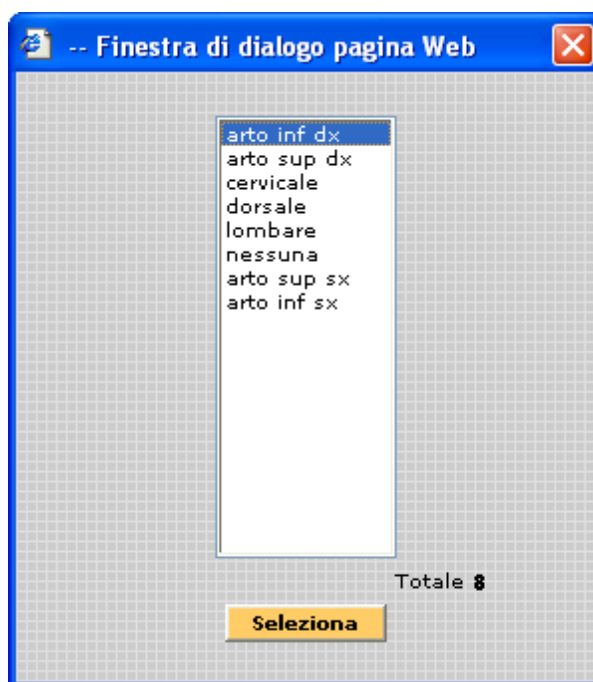 -- Finestra di dialogo pagina Web
arto inf dx
arto sup dx
cervicale
dorsale
lombare
nessuna
arto sup sx
arto inf sx
Totale 8
Seleziona